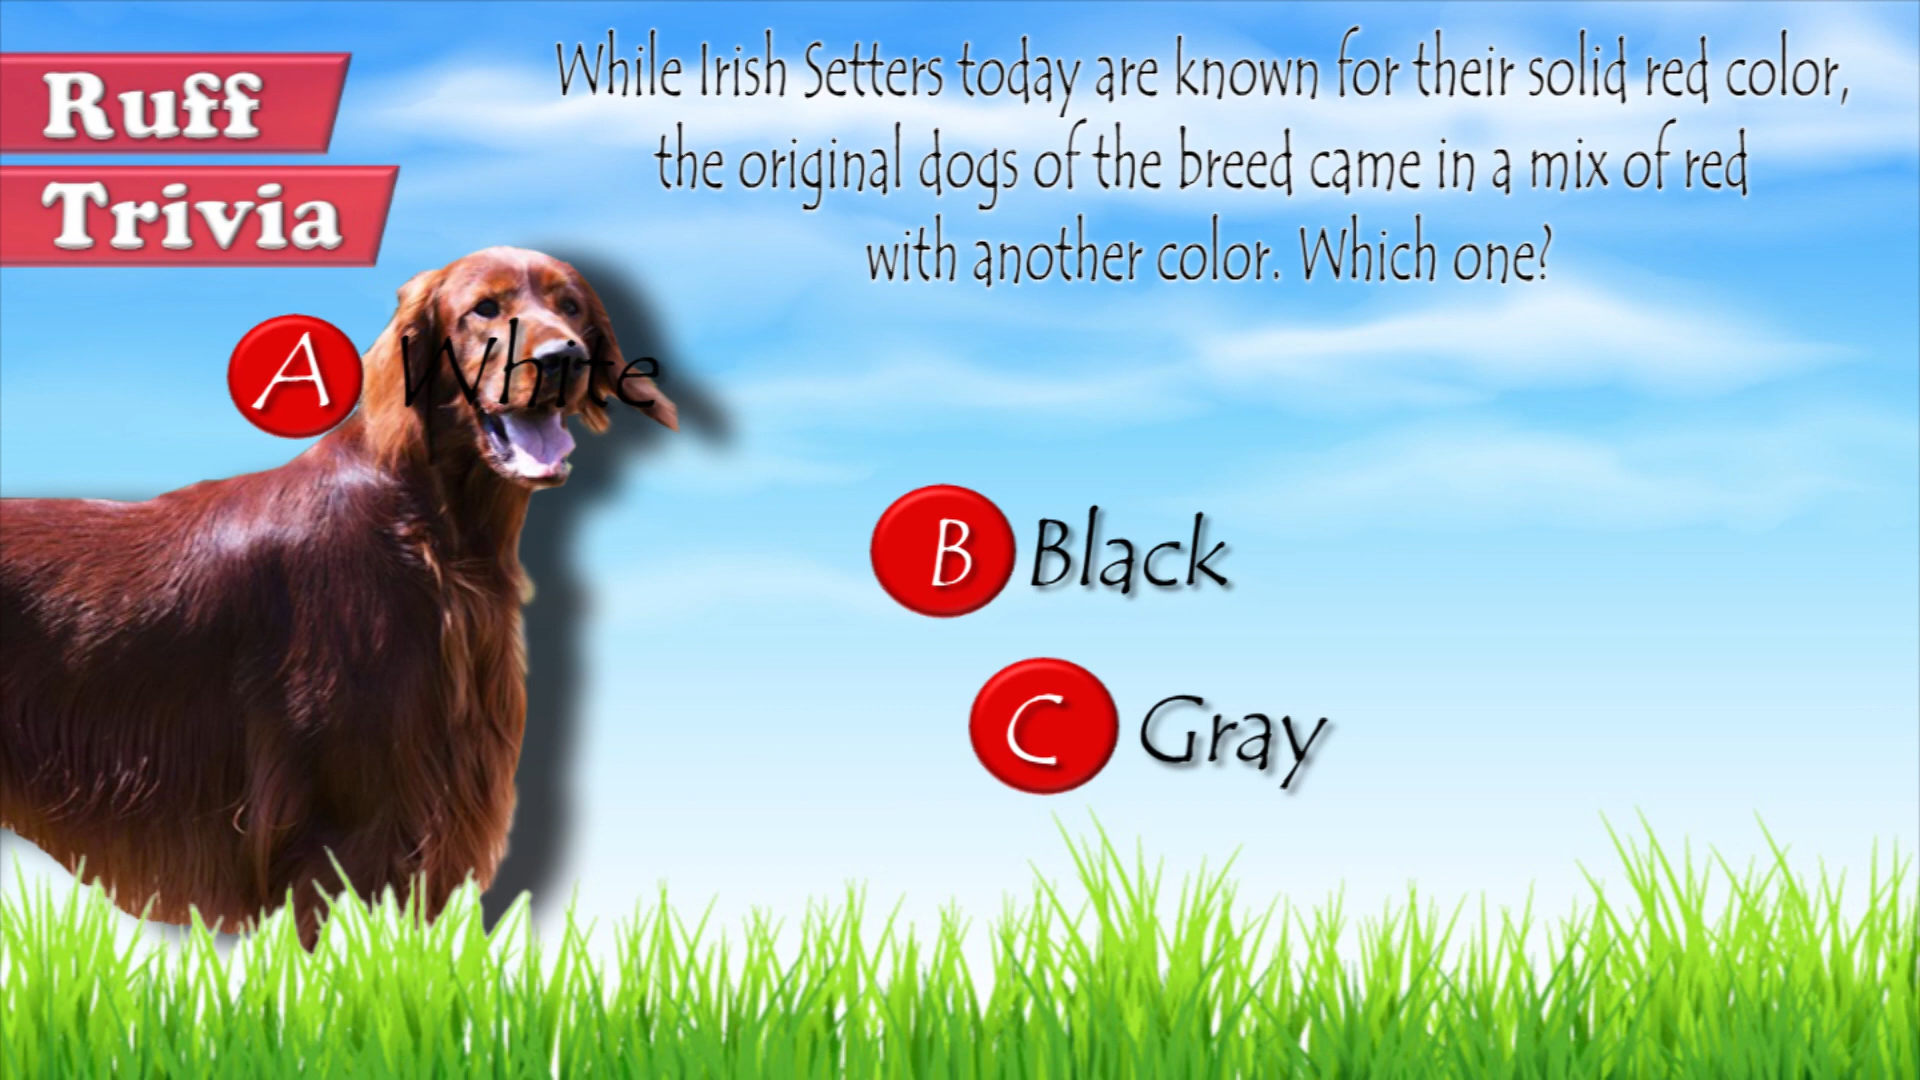 Ruff
Trivia
While Irish Setters today are known for their solid red color,
the original dogs of the breed came in a mix of red
with another color. Which one?
A White
B Black
C Gray